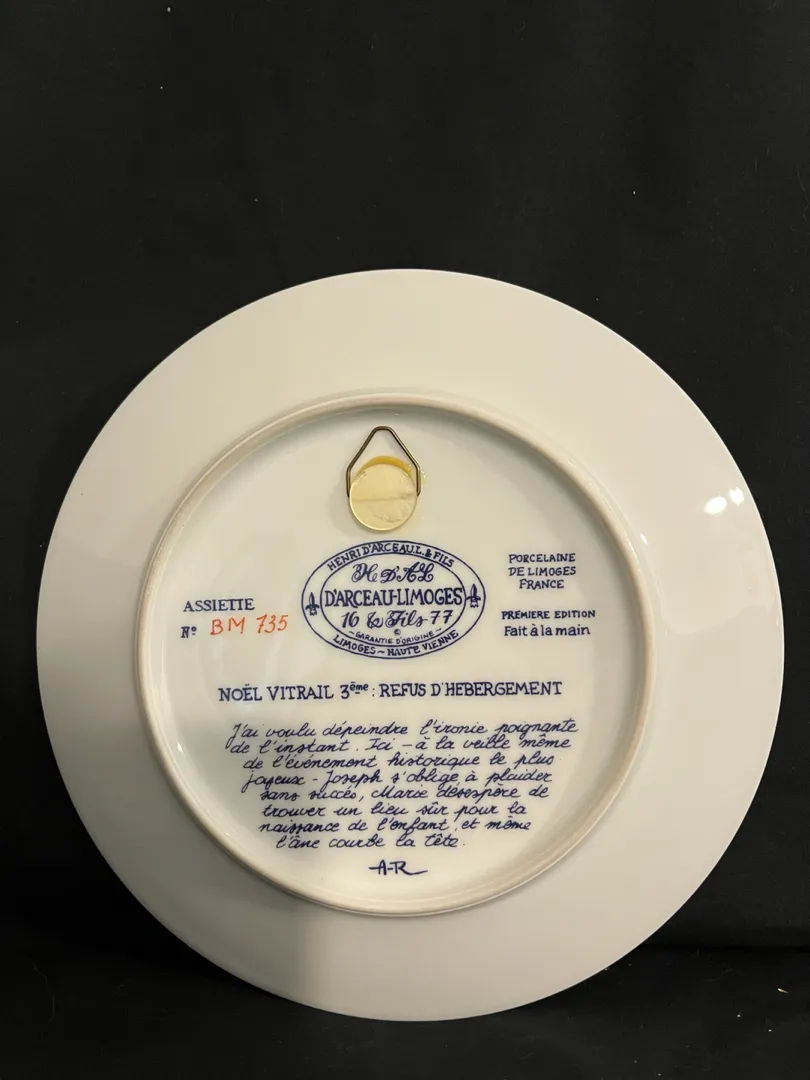 HENRI D'ARCEAU L. & FILS
H D'A L
D'ARCEAU-LIMOGES
16 & Fils 77
©
~ GARANTIE D'ORIGINE ~
LIMOGES ~ HAUTE VIENNE
ASSIETTE
Nº BM 735
PORCELAINE
DE LIMOGES
FRANCE
PREMIERE EDITION
Fait à la main
NOËL VITRAIL 3ème : REFUS D'HEBERGEMENT
J'ai voulu dépeindre l'ironie poignante
de l'instant. Ici – à la veille même
de l'événement historique le plus
joyeux - Joseph s'oblige à plaider
sans succès, Marie désespère de
trouver un lieu sûr pour la
naissance de l'enfant, et même
l'âne courbe la tête.
A-R